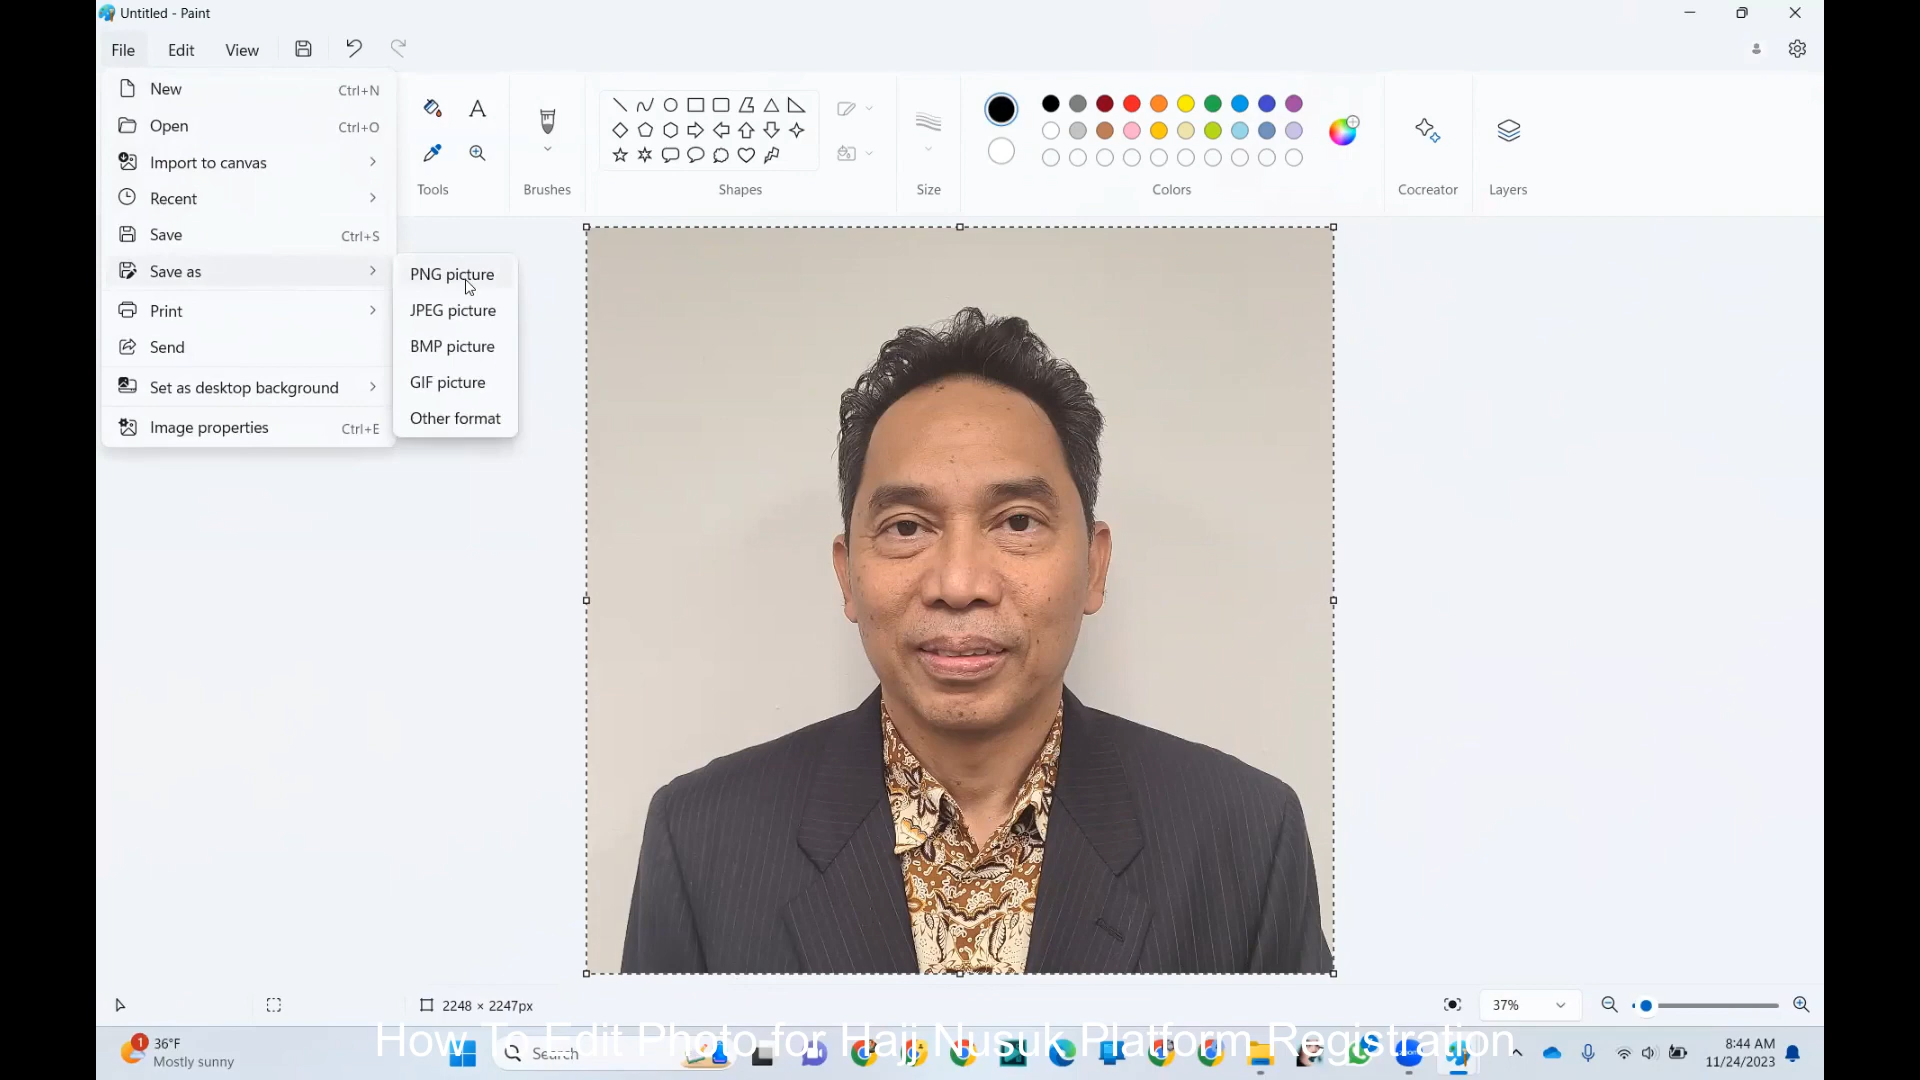 Untitled - Paint
File Edit View
New Ctrl+N
Open Ctrl+O
Import to canvas
Recent
Save Ctrl+S
Save as
Print
Send
Set as desktop background
Image properties Ctrl+E
PNG picture
JPEG picture
BMP picture
GIF picture
Other format
Tools Brushes Shapes Size Colors Cocreator Layers
2248 × 2247px
37%
How To Edit Photo for Hajj Nusuk Platform Registration
1
36°F
Mostly sunny
Search
8:44 AM
11/24/2023